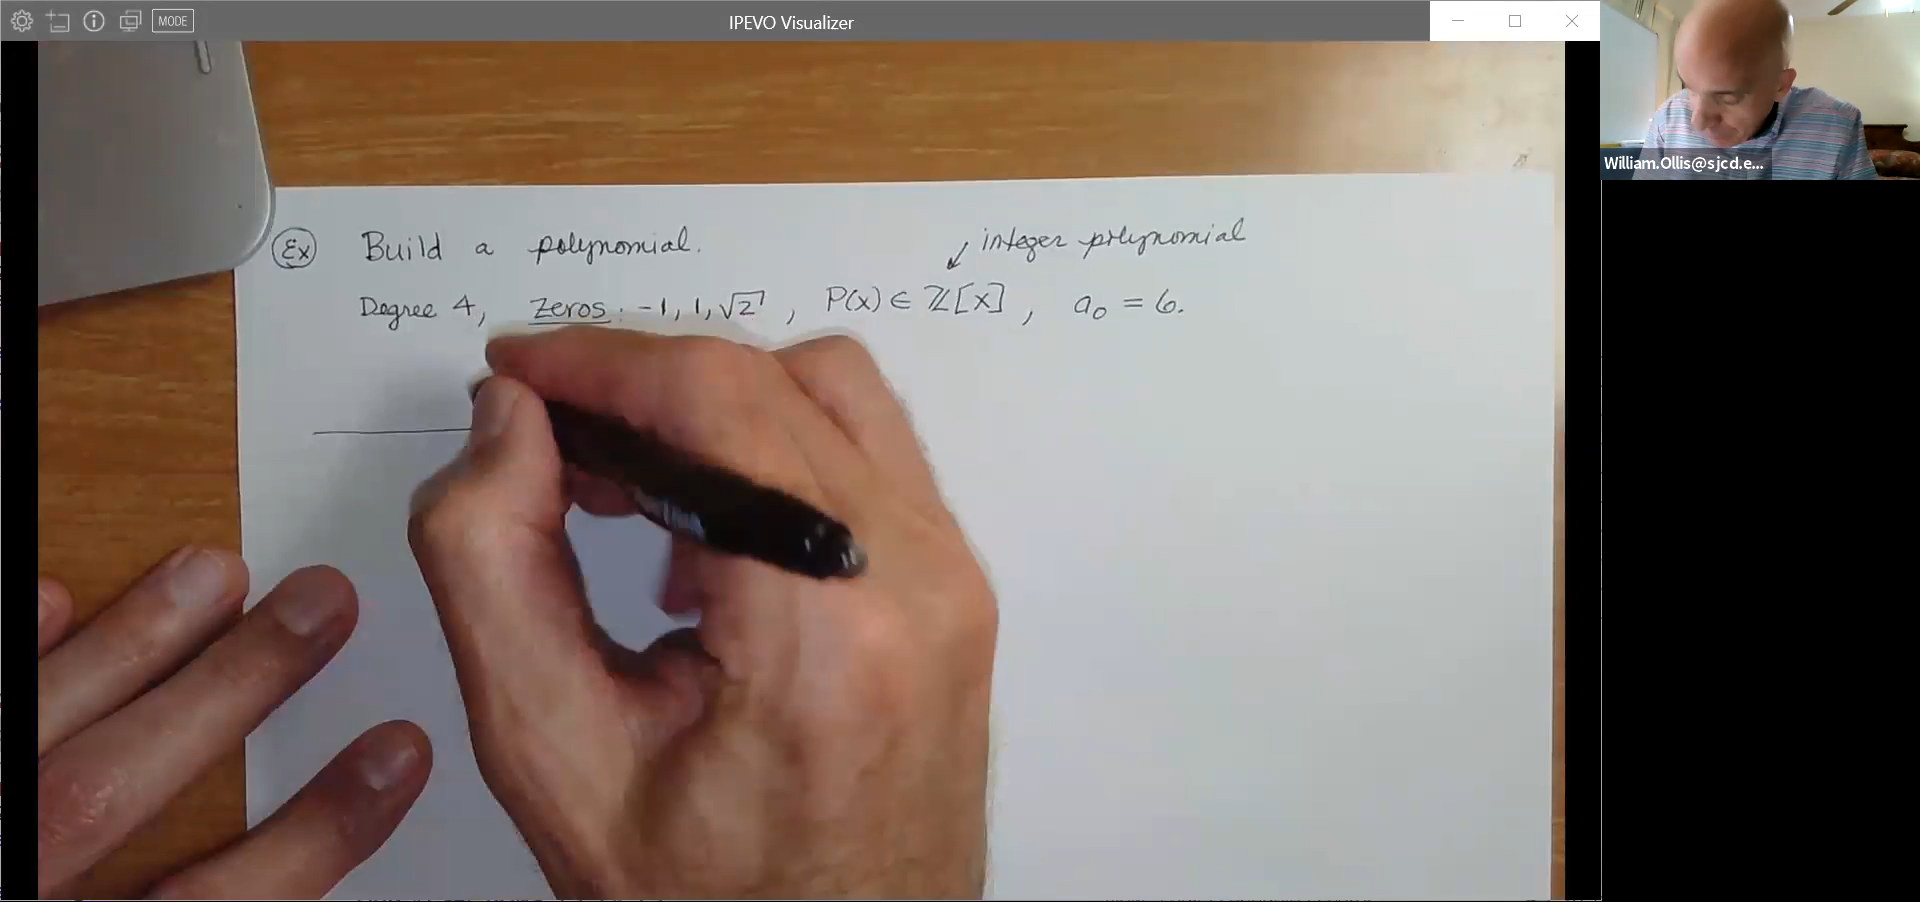 MODE
IPEVO Visualizer
William.Ollis@sjcd.e...
Ex Build a polynomial.
integer polynomial
Degree 4, Zeros: -1, 1, √2, P(x) ∈ ℤ[x], a₀ = 6.